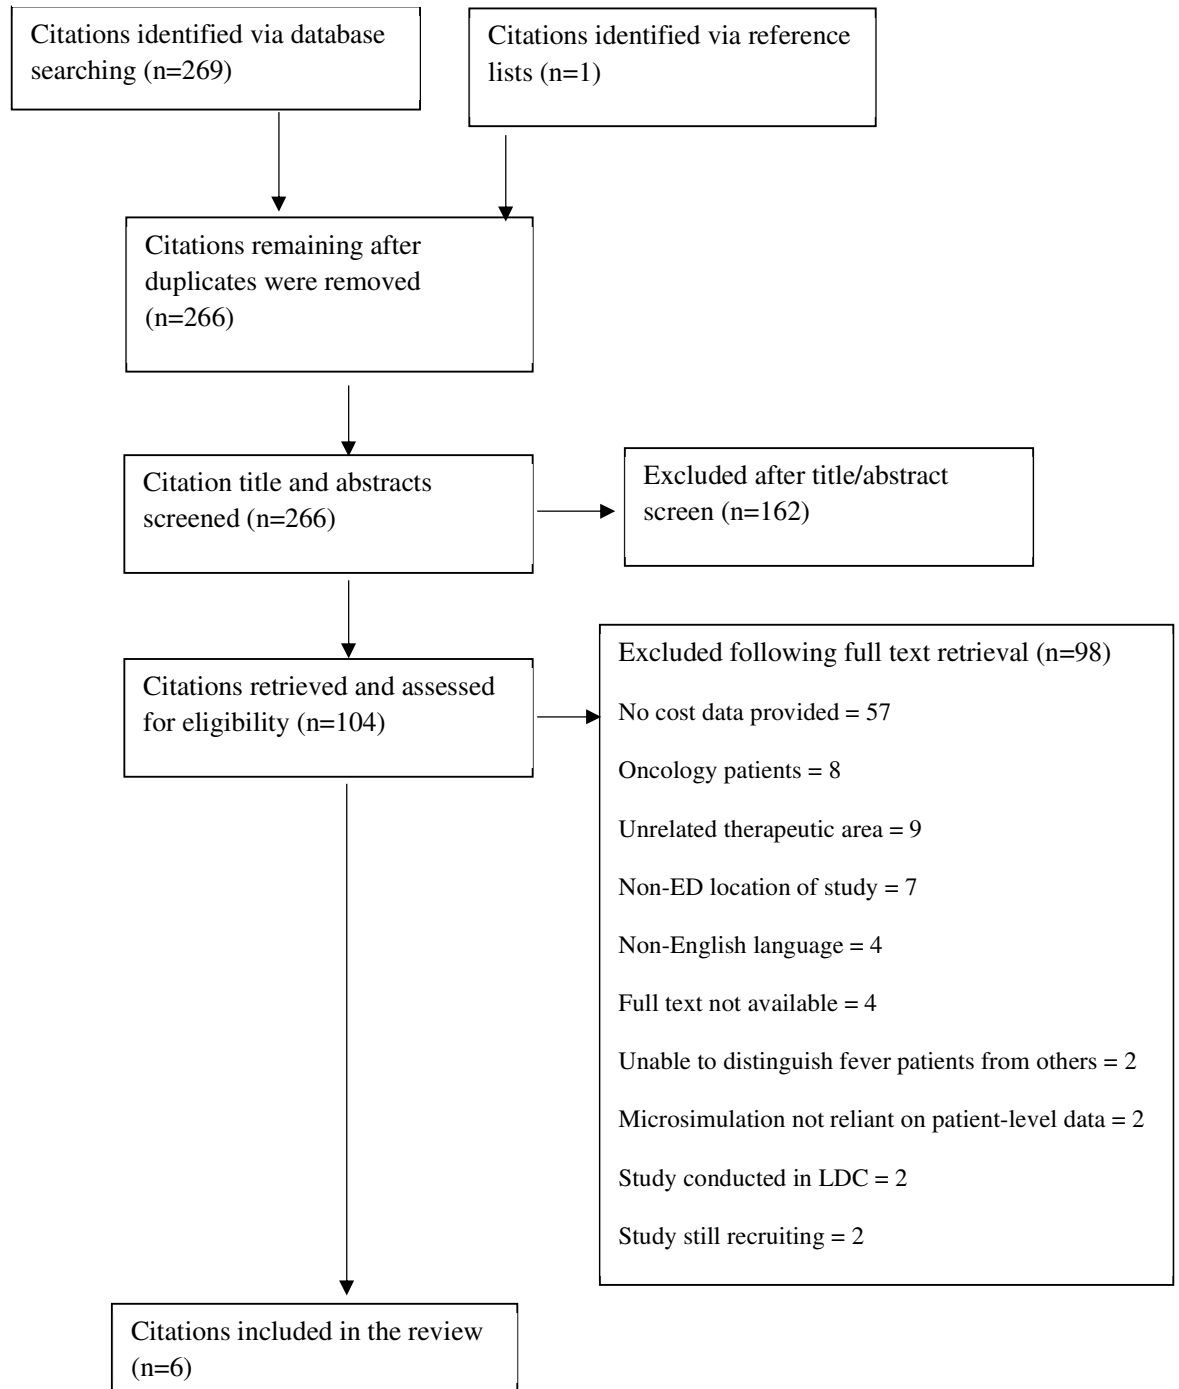 Citations identified via database
searching (n=269)
Citations identified via reference
lists (n=1)
Citations remaining after
duplicates were removed
(n=266)
Citation title and abstracts
screened (n=266)
Excluded after title/abstract
screen (n=162)
Citations retrieved and assessed
for eligibility (n=104)
Excluded following full text retrieval (n=98)
No cost data provided = 57
Oncology patients = 8
Unrelated therapeutic area = 9
Non-ED location of study = 7
Non-English language = 4
Full text not available = 4
Unable to distinguish fever patients from others = 2
Microsimulation not reliant on patient-level data = 2
Study conducted in LDC = 2
Study still recruiting = 2
Citations included in the review
(n=6)